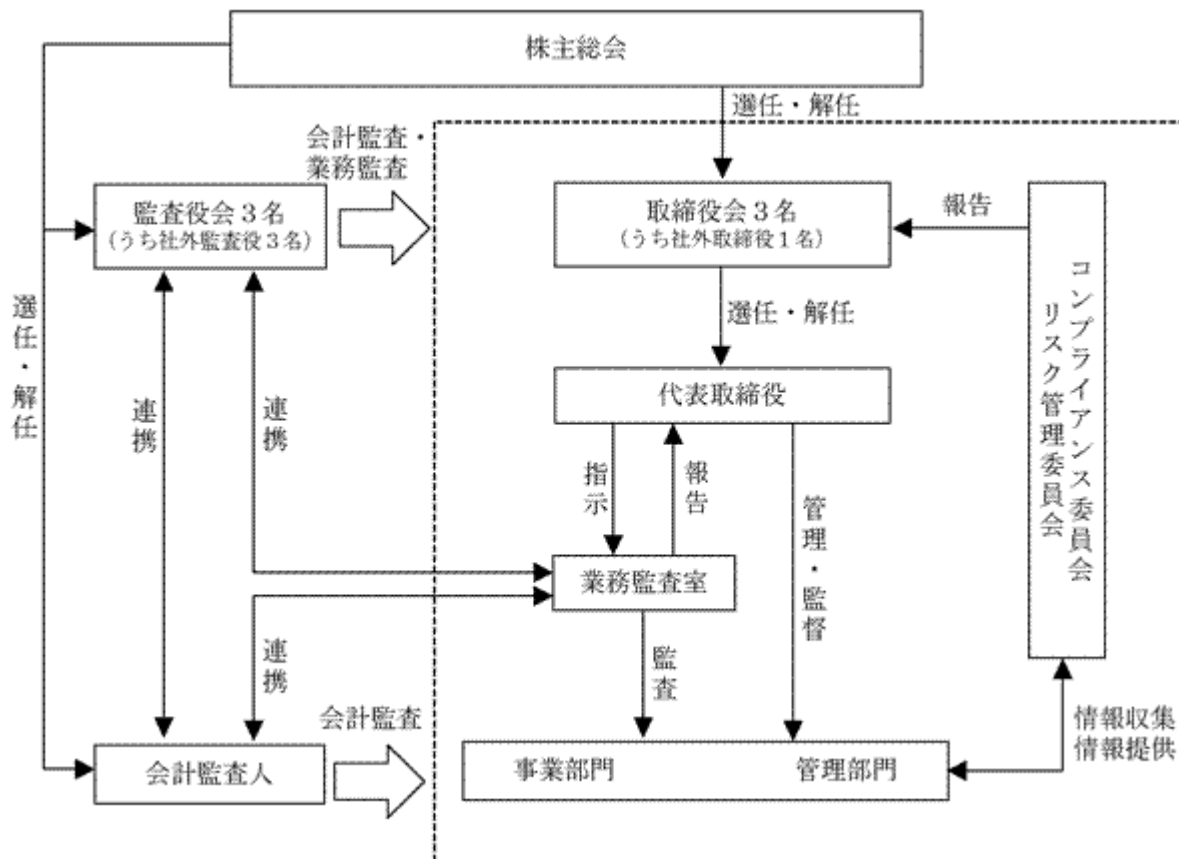 株主総会
選任・解任
会計監査・
業務監査
監査役会3名
(うち社外監査役3名)
取締役会3名
(うち社外取締役1名)
報告
コンプライアンス委員会
リスク管理委員会
選任・解任
選任・解任
代表取締役
連携
連携
指示
報告
管理・監督
業務監査室
連携
監査
会計監査
情報収集
情報提供
会計監査人
事業部門
管理部門